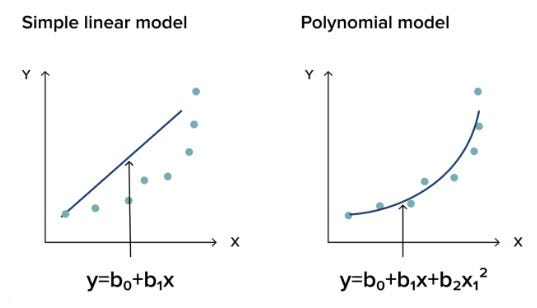 Simple linear model
Polynomial model
Y
X
y=b₀+b₁x
Y
X
y=b₀+b₁x+b₂x₁²